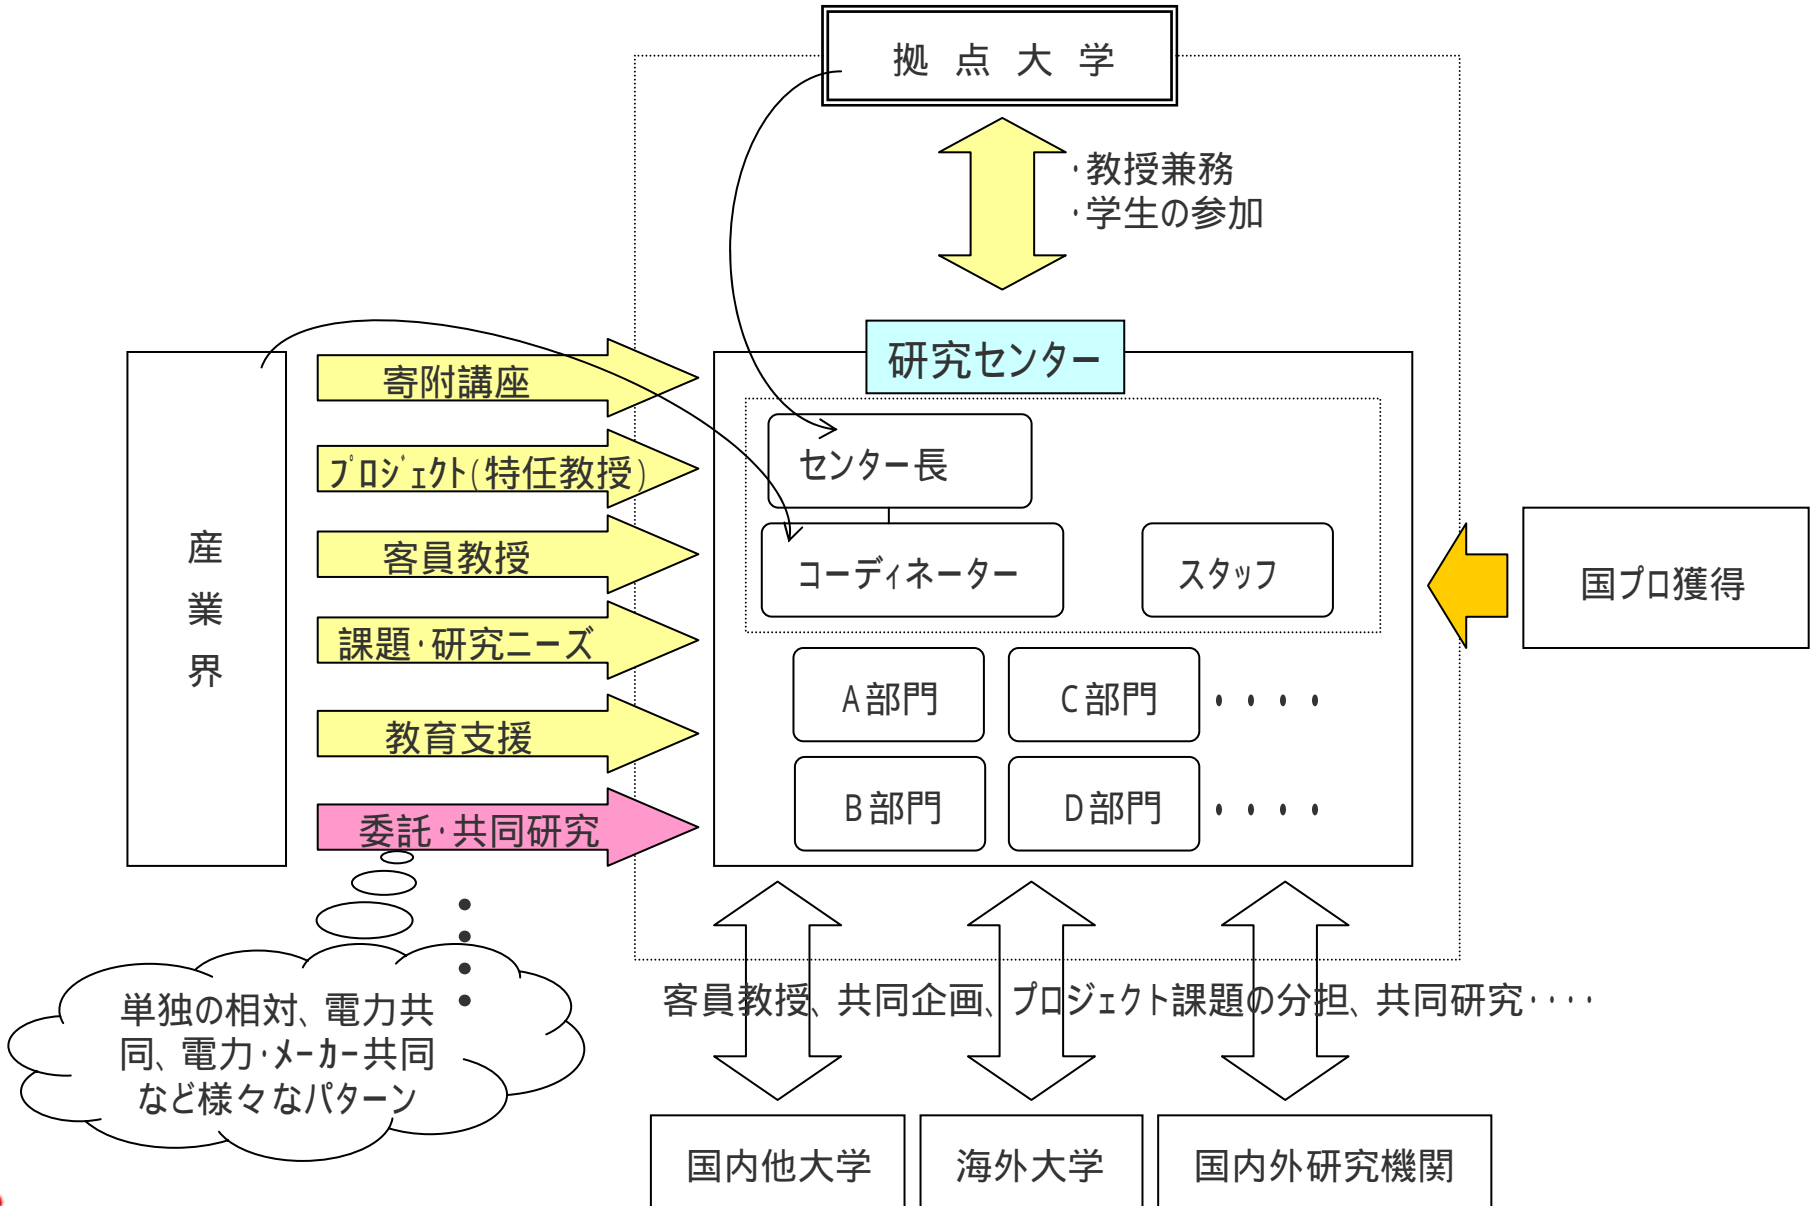 拠点大学
・教授兼務
・学生の参加
研究センター
産業界
寄附講座
プロジェクト(特任教授)
客員教授
課題・研究ニーズ
教育支援
委託・共同研究
センター長
コーディネーター
スタッフ
国プロ獲得
A部門
C部門
・・・・
B部門
D部門
・・・・
・・・・
単独の相対、電力共
同、電力・メーカー共同
など様々なパターン
客員教授、共同企画、プロジェクト課題の分担、共同研究・・・・
国内他大学
海外大学
国内外研究機関